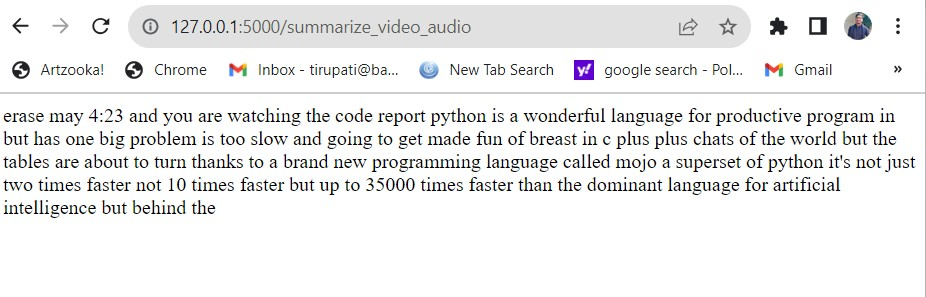 127.0.0.1:5000/summarize_video_audio
Artzooka! Chrome Inbox - tirupati@ba... New Tab Search google search - Pol... Gmail »
erase may 4:23 and you are watching the code report python is a wonderful language for productive program in
but has one big problem is too slow and going to get made fun of breast in c plus plus chats of the world but the
tables are about to turn thanks to a brand new programming language called mojo a superset of python it's not just
two times faster not 10 times faster but up to 35000 times faster than the dominant language for artificial
intelligence but behind the